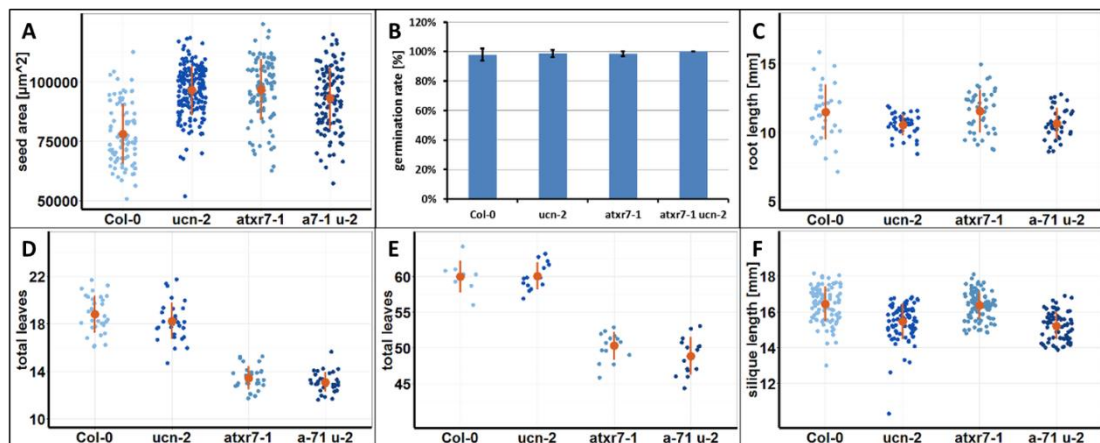 A
seed area [µm^2]
100000
75000
50000
Col-0 ucn-2 atxr7-1 a7-1 u-2
B
germination rate [%]
120%
100%
80%
60%
40%
20%
0%
Col-0 ucn-2 atxr7-1 atxr7-1 ucn-2
C
root length [mm]
15
10
5
Col-0 ucn-2 atxr7-1 a-71 u-2
D
total leaves
22
18
14
10
Col-0 ucn-2 atxr7-1 a-71 u-2
E
total leaves
60
55
50
45
Col-0 ucn-2 atxr7-1 a-71 u-2
F
silique length [mm]
18
16
14
12
Col-0 ucn-2 atxr7-1 a-71 u-2